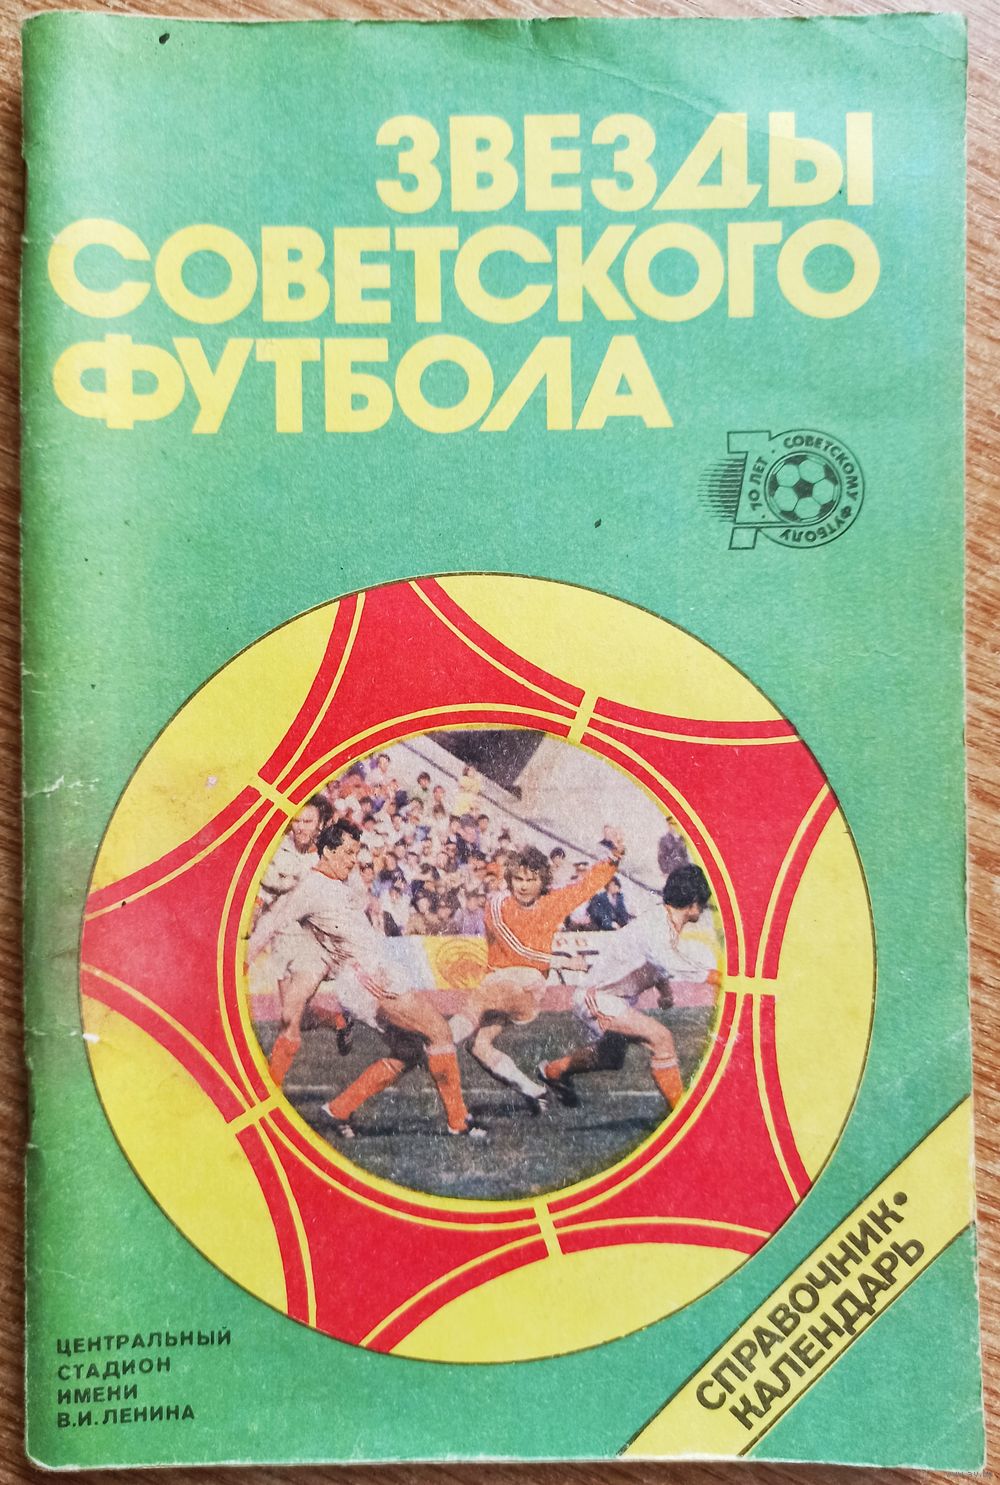 ЗВЕЗДЫ
СОВЕТСКОГО
ФУТБОЛА
70 ЛЕТ · СОВЕТСКОМУ ФУТБОЛУ ·
СПРАВОЧНИК•
КАЛЕНДАРЬ
ЦЕНТРАЛЬНЫЙ
СТАДИОН
ИМЕНИ
В.И.ЛЕНИНА